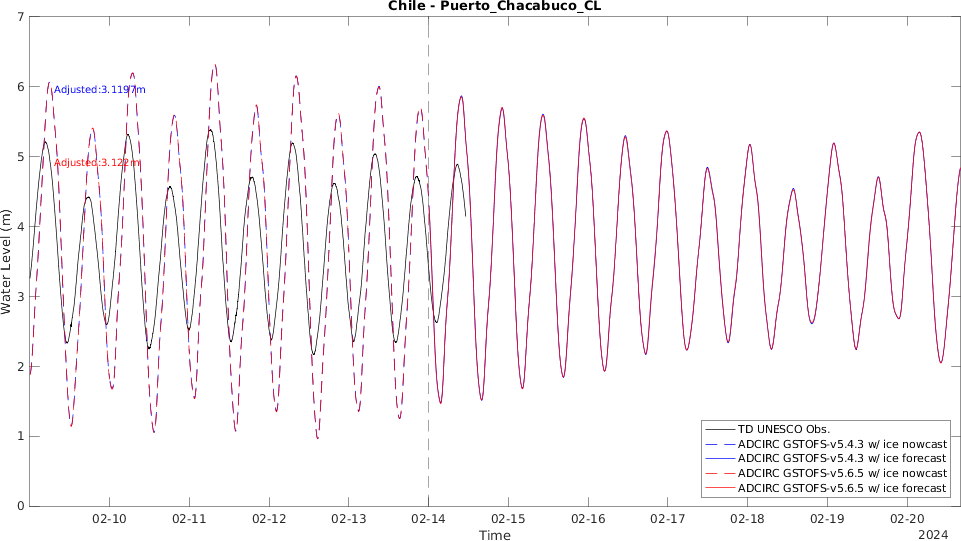 Chile - Puerto_Chacabuco_CL
7
6
5
4
3
2
1
0
Water Level (m)
Adjusted:3.1197m
Adjusted:3.122m
TD UNESCO Obs.
ADCIRC GSTOFS-v5.4.3 w/ ice nowcast
ADCIRC GSTOFS-v5.4.3 w/ ice forecast
ADCIRC GSTOFS-v5.6.5 w/ ice nowcast
ADCIRC GSTOFS-v5.6.5 w/ ice forecast
02-10 02-11 02-12 02-13 02-14 02-15 02-16 02-17 02-18 02-19 02-20
Time
2024